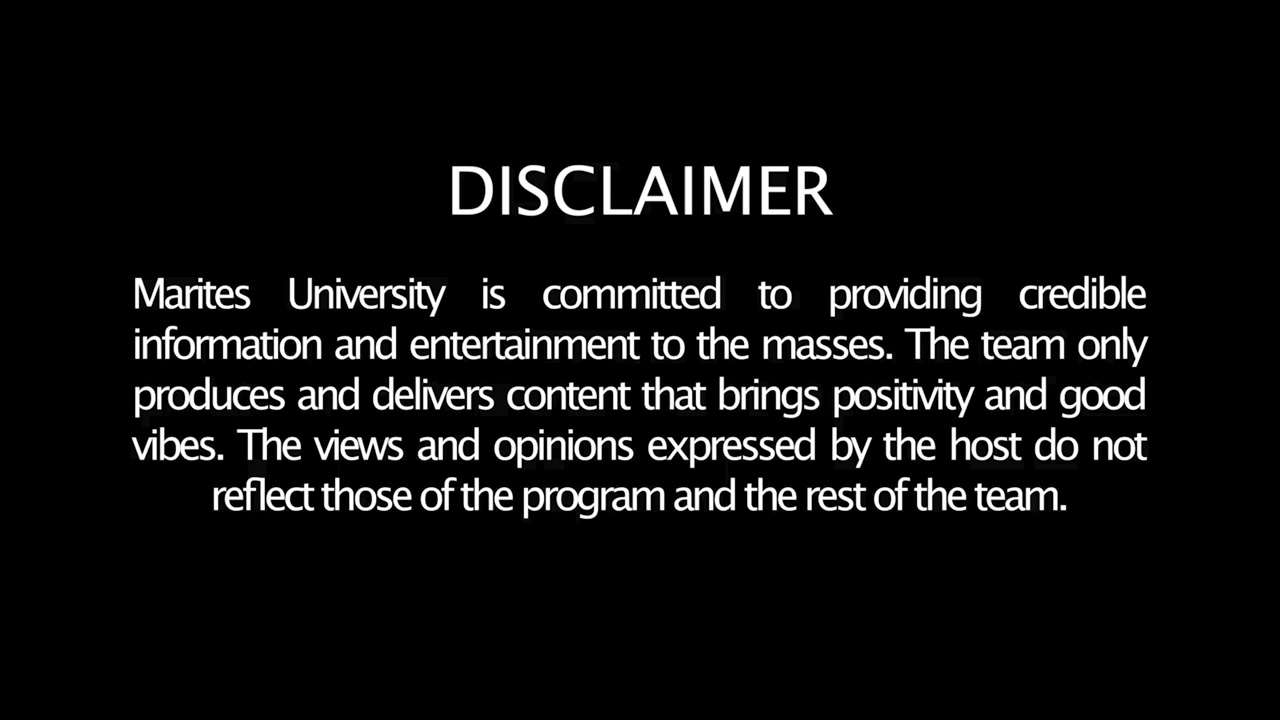 DISCLAIMER
Marites University is committed to providing credible
information and entertainment to the masses. The team only
produces and delivers content that brings positivity and good
vibes. The views and opinions expressed by the host do not
reflect those of the program and the rest of the team.